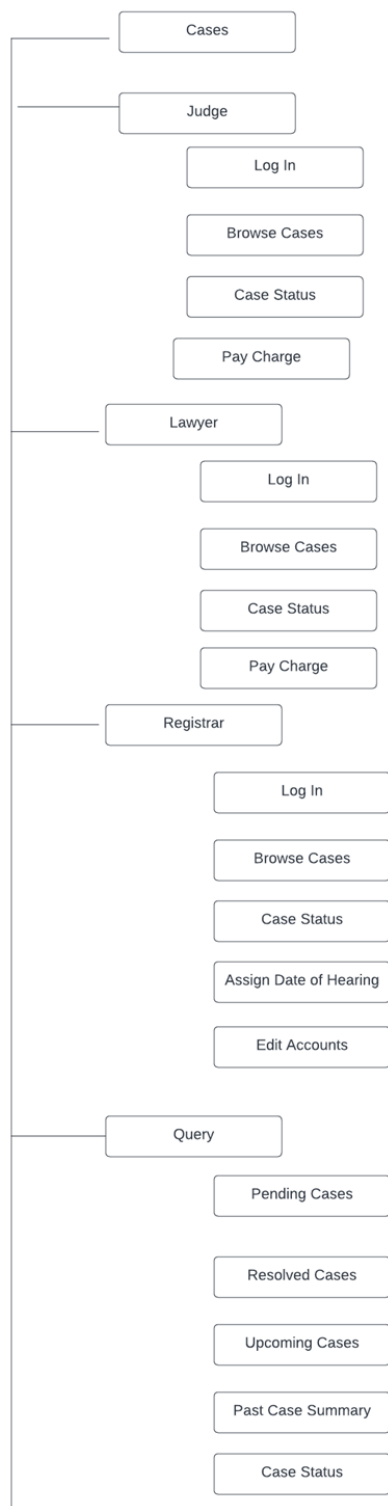 Cases
Judge
Log In
Browse Cases
Case Status
Pay Charge
Lawyer
Log In
Browse Cases
Case Status
Pay Charge
Registrar
Log In
Browse Cases
Case Status
Assign Date of Hearing
Edit Accounts
Query
Pending Cases
Resolved Cases
Upcoming Cases
Past Case Summary
Case Status